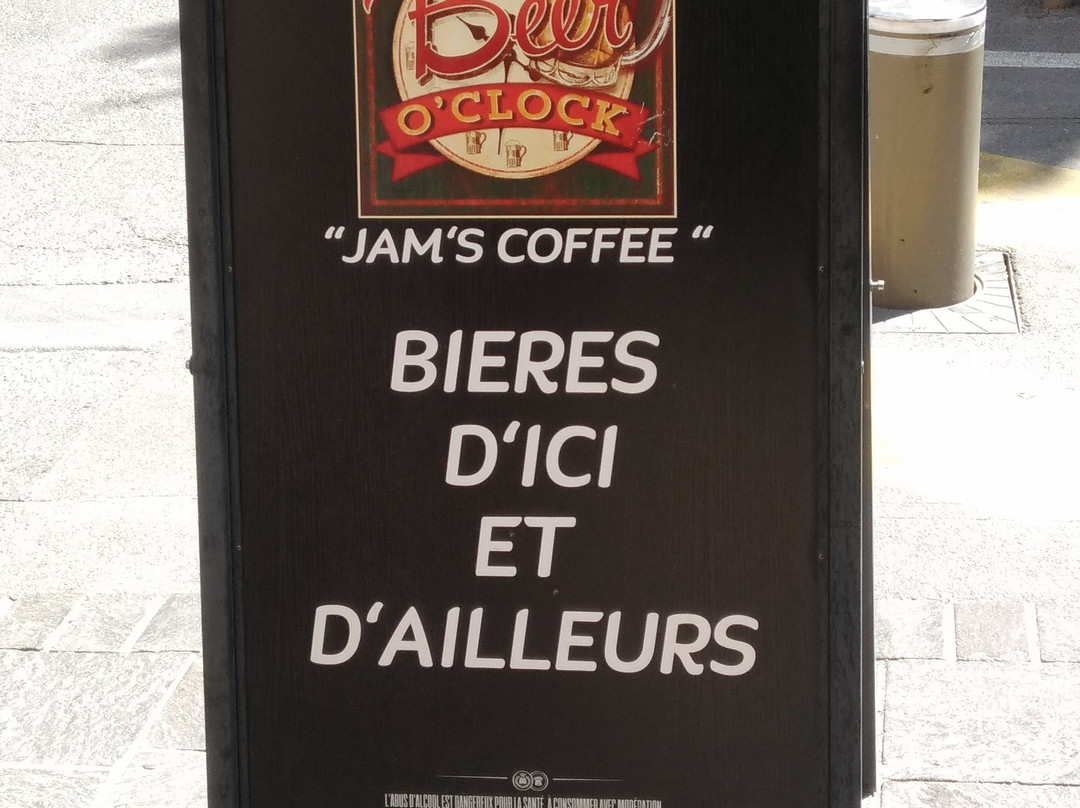 Beer
O'CLOCK
“JAM‘S COFFEE “
BIERES
D‘ICI
ET
D‘AILLEURS
L'ABUS D'ALCOOL EST DANGEREUX POUR LA SANTÉ, À CONSOMMER AVEC MODÉRATION